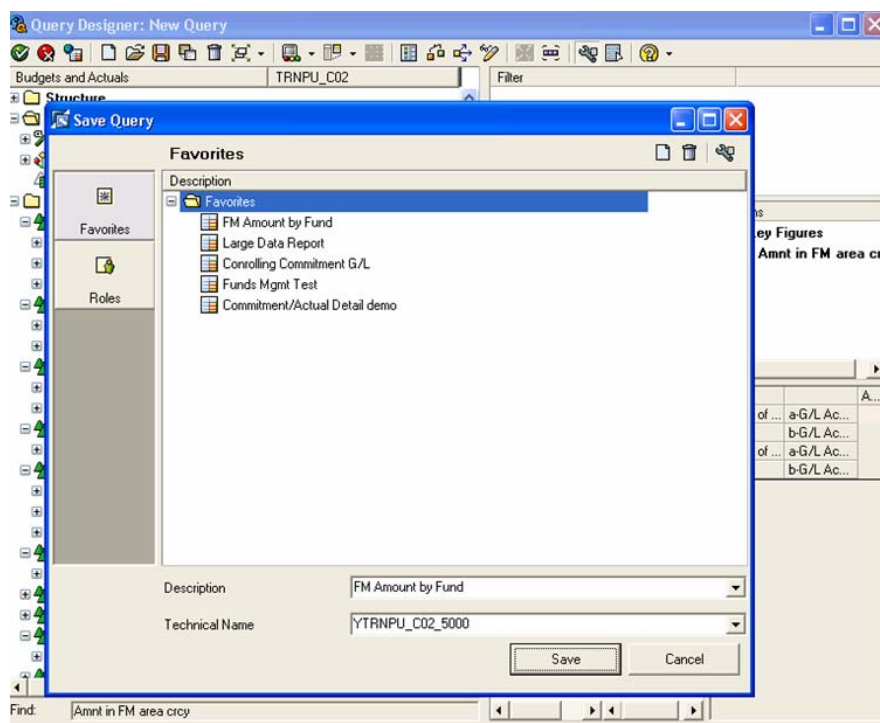 Query Designer: New Query
Budgets and Actuals TRNPU_C02 Filter
Structure
Save Query
Favorites
Description
Favorites
FM Amount by Fund
Large Data Report
Conrolling Commitment G/L
Funds Mgmt Test
Commitment/Actual Detail demo
Favorites
Roles
ns
ey Figures
Amnt in FM area cr
A...
of ... a-G/L Ac...
b-G/L Ac...
of ... a-G/L Ac...
b-G/L Ac...
Description FM Amount by Fund
Technical Name YTRNPU_C02_5000
Save Cancel
Find: Amnt in FM area crcy